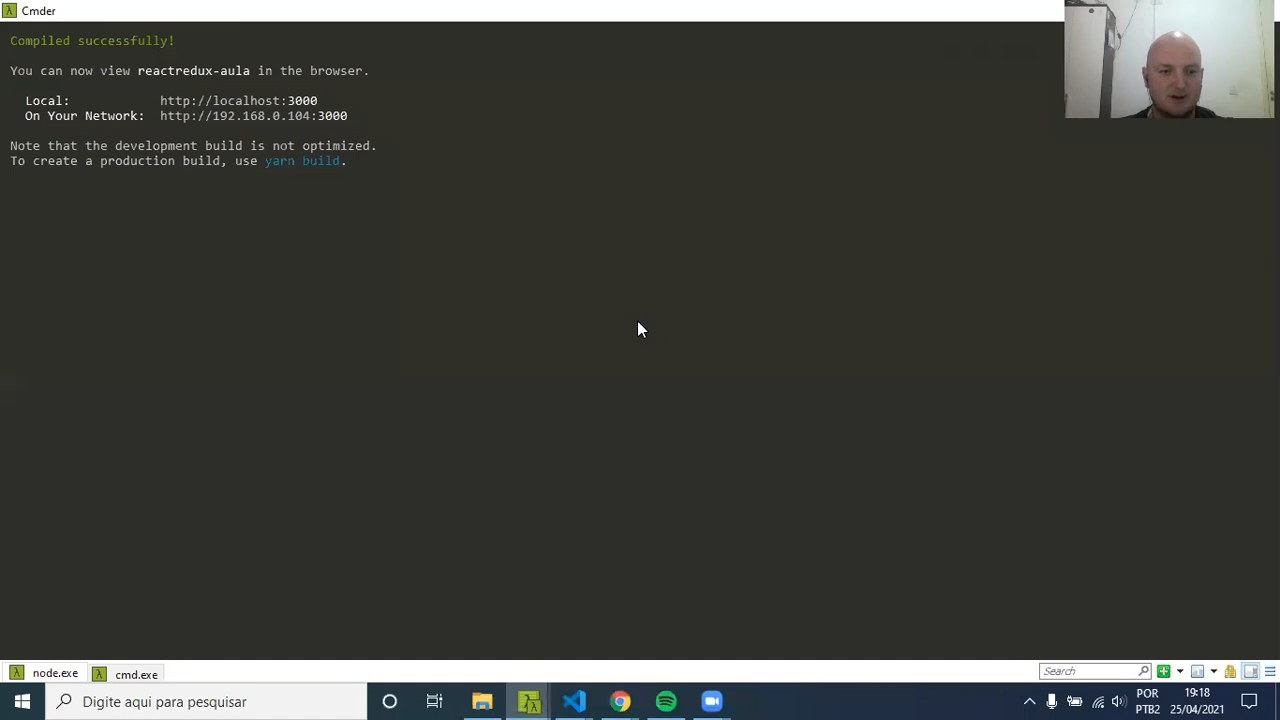 Cmder
Compiled successfully!
You can now view reactredux-aula in the browser.
Local: http://localhost:3000
On Your Network: http://192.168.0.104:3000
Note that the development build is not optimized.
To create a production build, use yarn build.
node.exe
cmd.exe
Search
Digite aqui para pesquisar
POR
PTB2
19:18
25/04/2021